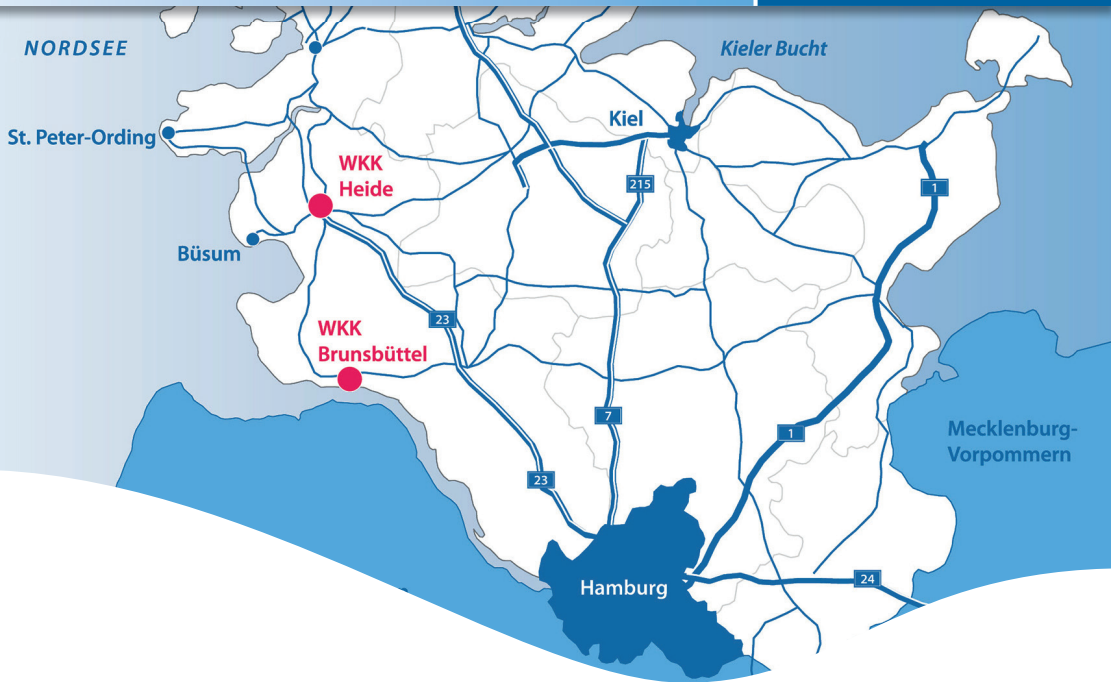 NORDSEE
Kieler Bucht
Kiel
St. Peter-Ording
WKK
Heide
215
1
Büsum
23
WKK
Brunsbüttel
7
1
Mecklenburg-
Vorpommern
23
Hamburg
24